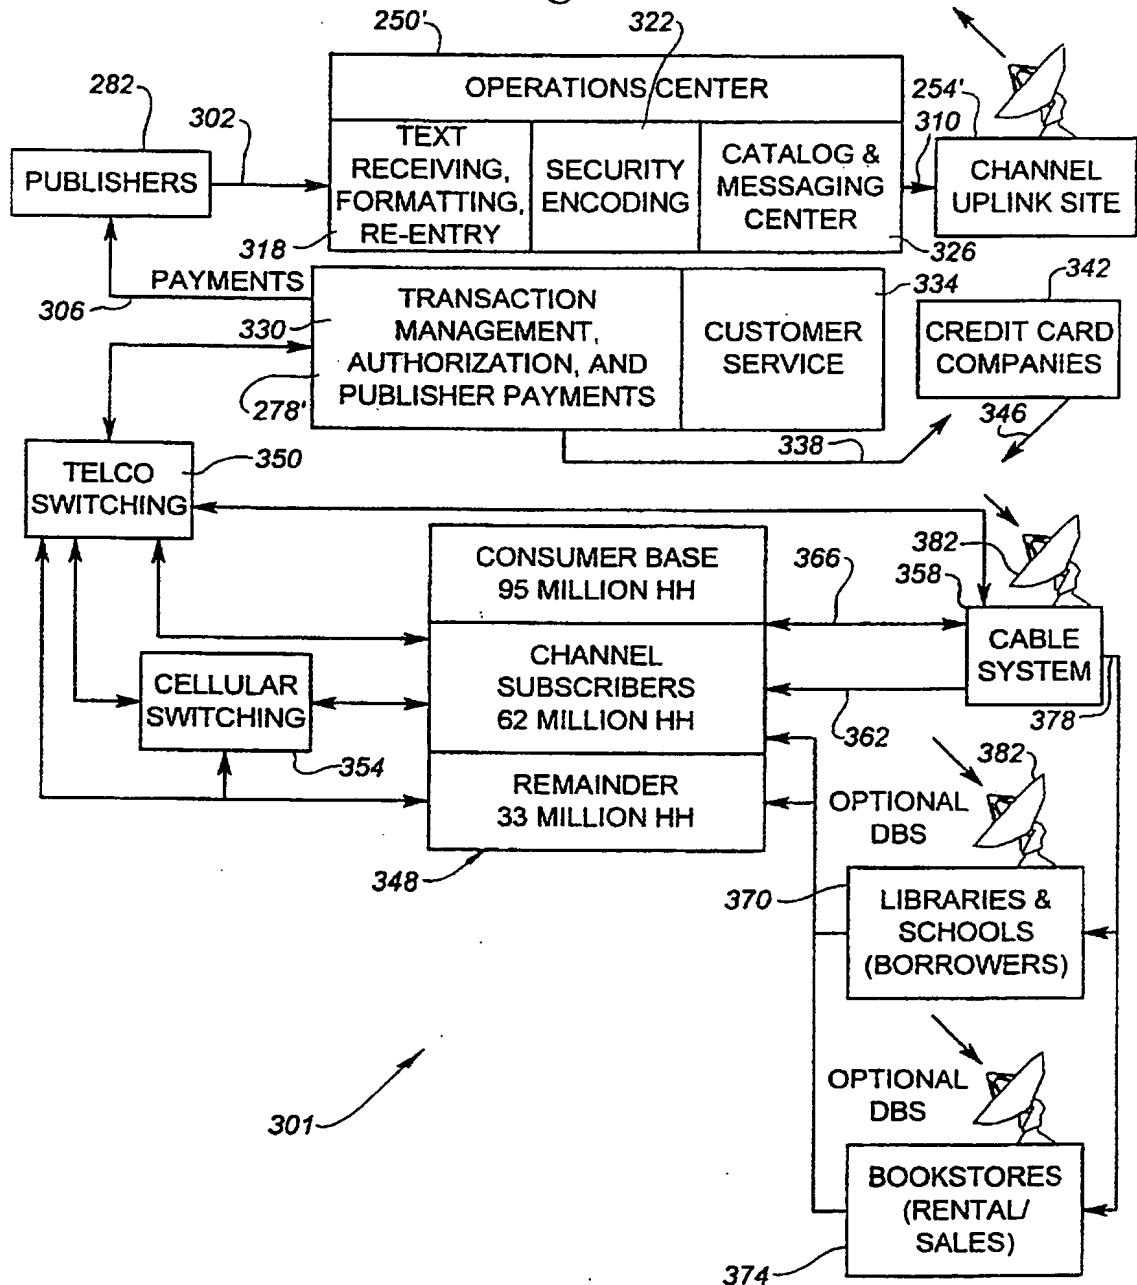 250'
322
282
302
254'
310
OPERATIONS CENTER
PUBLISHERS
TEXT
RECEIVING,
FORMATTING,
RE-ENTRY
318
SECURITY
ENCODING
CATALOG &
MESSAGING
CENTER
326
CHANNEL
UPLINK SITE
PAYMENTS
306
330
TRANSACTION
MANAGEMENT,
AUTHORIZATION, AND
PUBLISHER PAYMENTS
278'
CUSTOMER
SERVICE
334
342
CREDIT CARD
COMPANIES
346
338
TELCO
SWITCHING
350
CONSUMER BASE
95 MILLION HH
366
358
382
CABLE
SYSTEM
CHANNEL
SUBSCRIBERS
62 MILLION HH
CELLULAR
SWITCHING
354
362
378
REMAINDER
33 MILLION HH
348
OPTIONAL
DBS
382
370
LIBRARIES &
SCHOOLS
(BORROWERS)
301
OPTIONAL
DBS
BOOKSTORES
(RENTAL/
SALES)
374